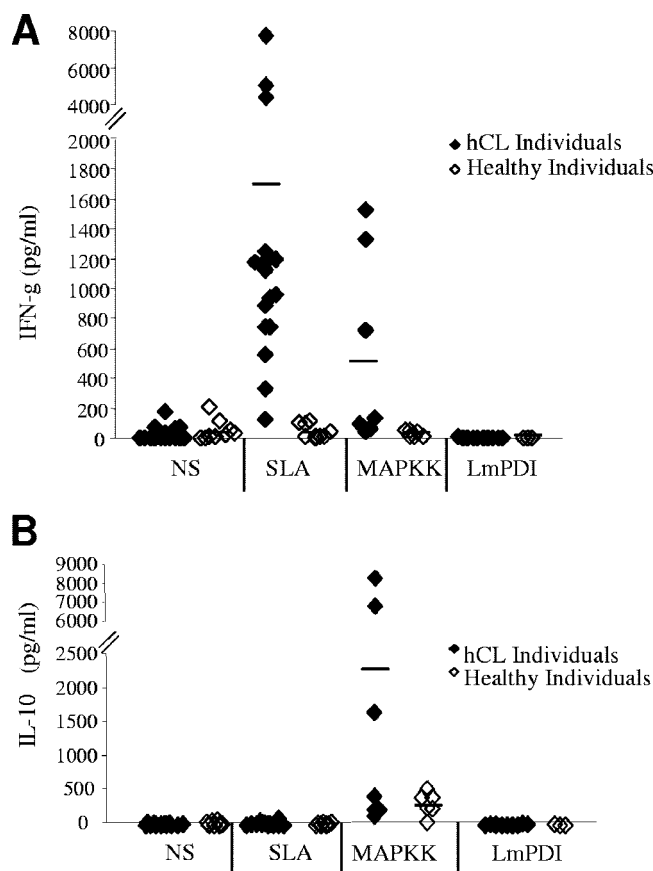 A
8000
6000
4000
2000
1800
1600
1400
1200
1000
800
600
400
200
0
IFN-g (pg/ml)
hCL Individuals
Healthy Individuals
NS SLA MAPKK LmPDI
B
9000
8000
7000
6000
2500
2000
1500
1000
500
0
IL-10 (pg/ml)
hCL Individuals
Healthy Individuals
NS SLA MAPKK LmPDI